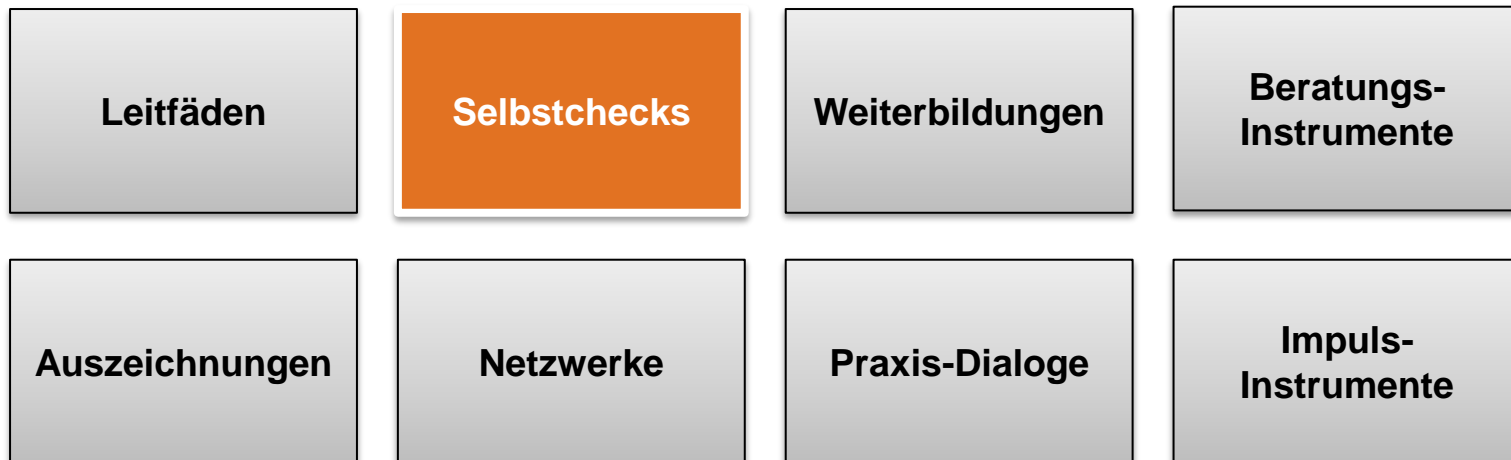 Leitfäden
Selbstchecks
Weiterbildungen
Beratungs-
Instrumente
Auszeichnungen
Netzwerke
Praxis-Dialoge
Impuls-
Instrumente